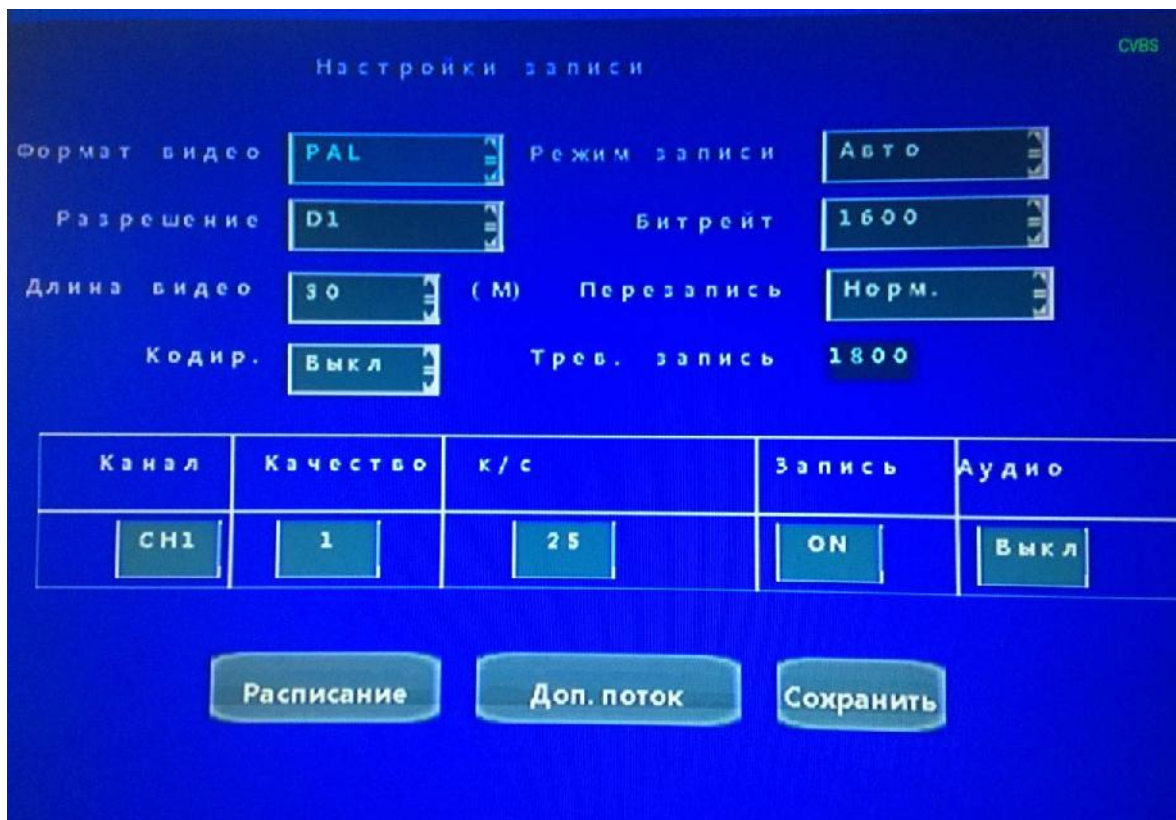 CVBS
Настройки записи
Формат видео PAL Режим записи Авто
Разрешение D1 Битрейт 1600
Длина видео 30 (М) Перезапись Норм.
Кодир. Выкл Трев. запись 1800
Канал Качество к/с Запись Аудио
CH1 1 25 ON Выкл
Расписание Доп. поток Сохранить